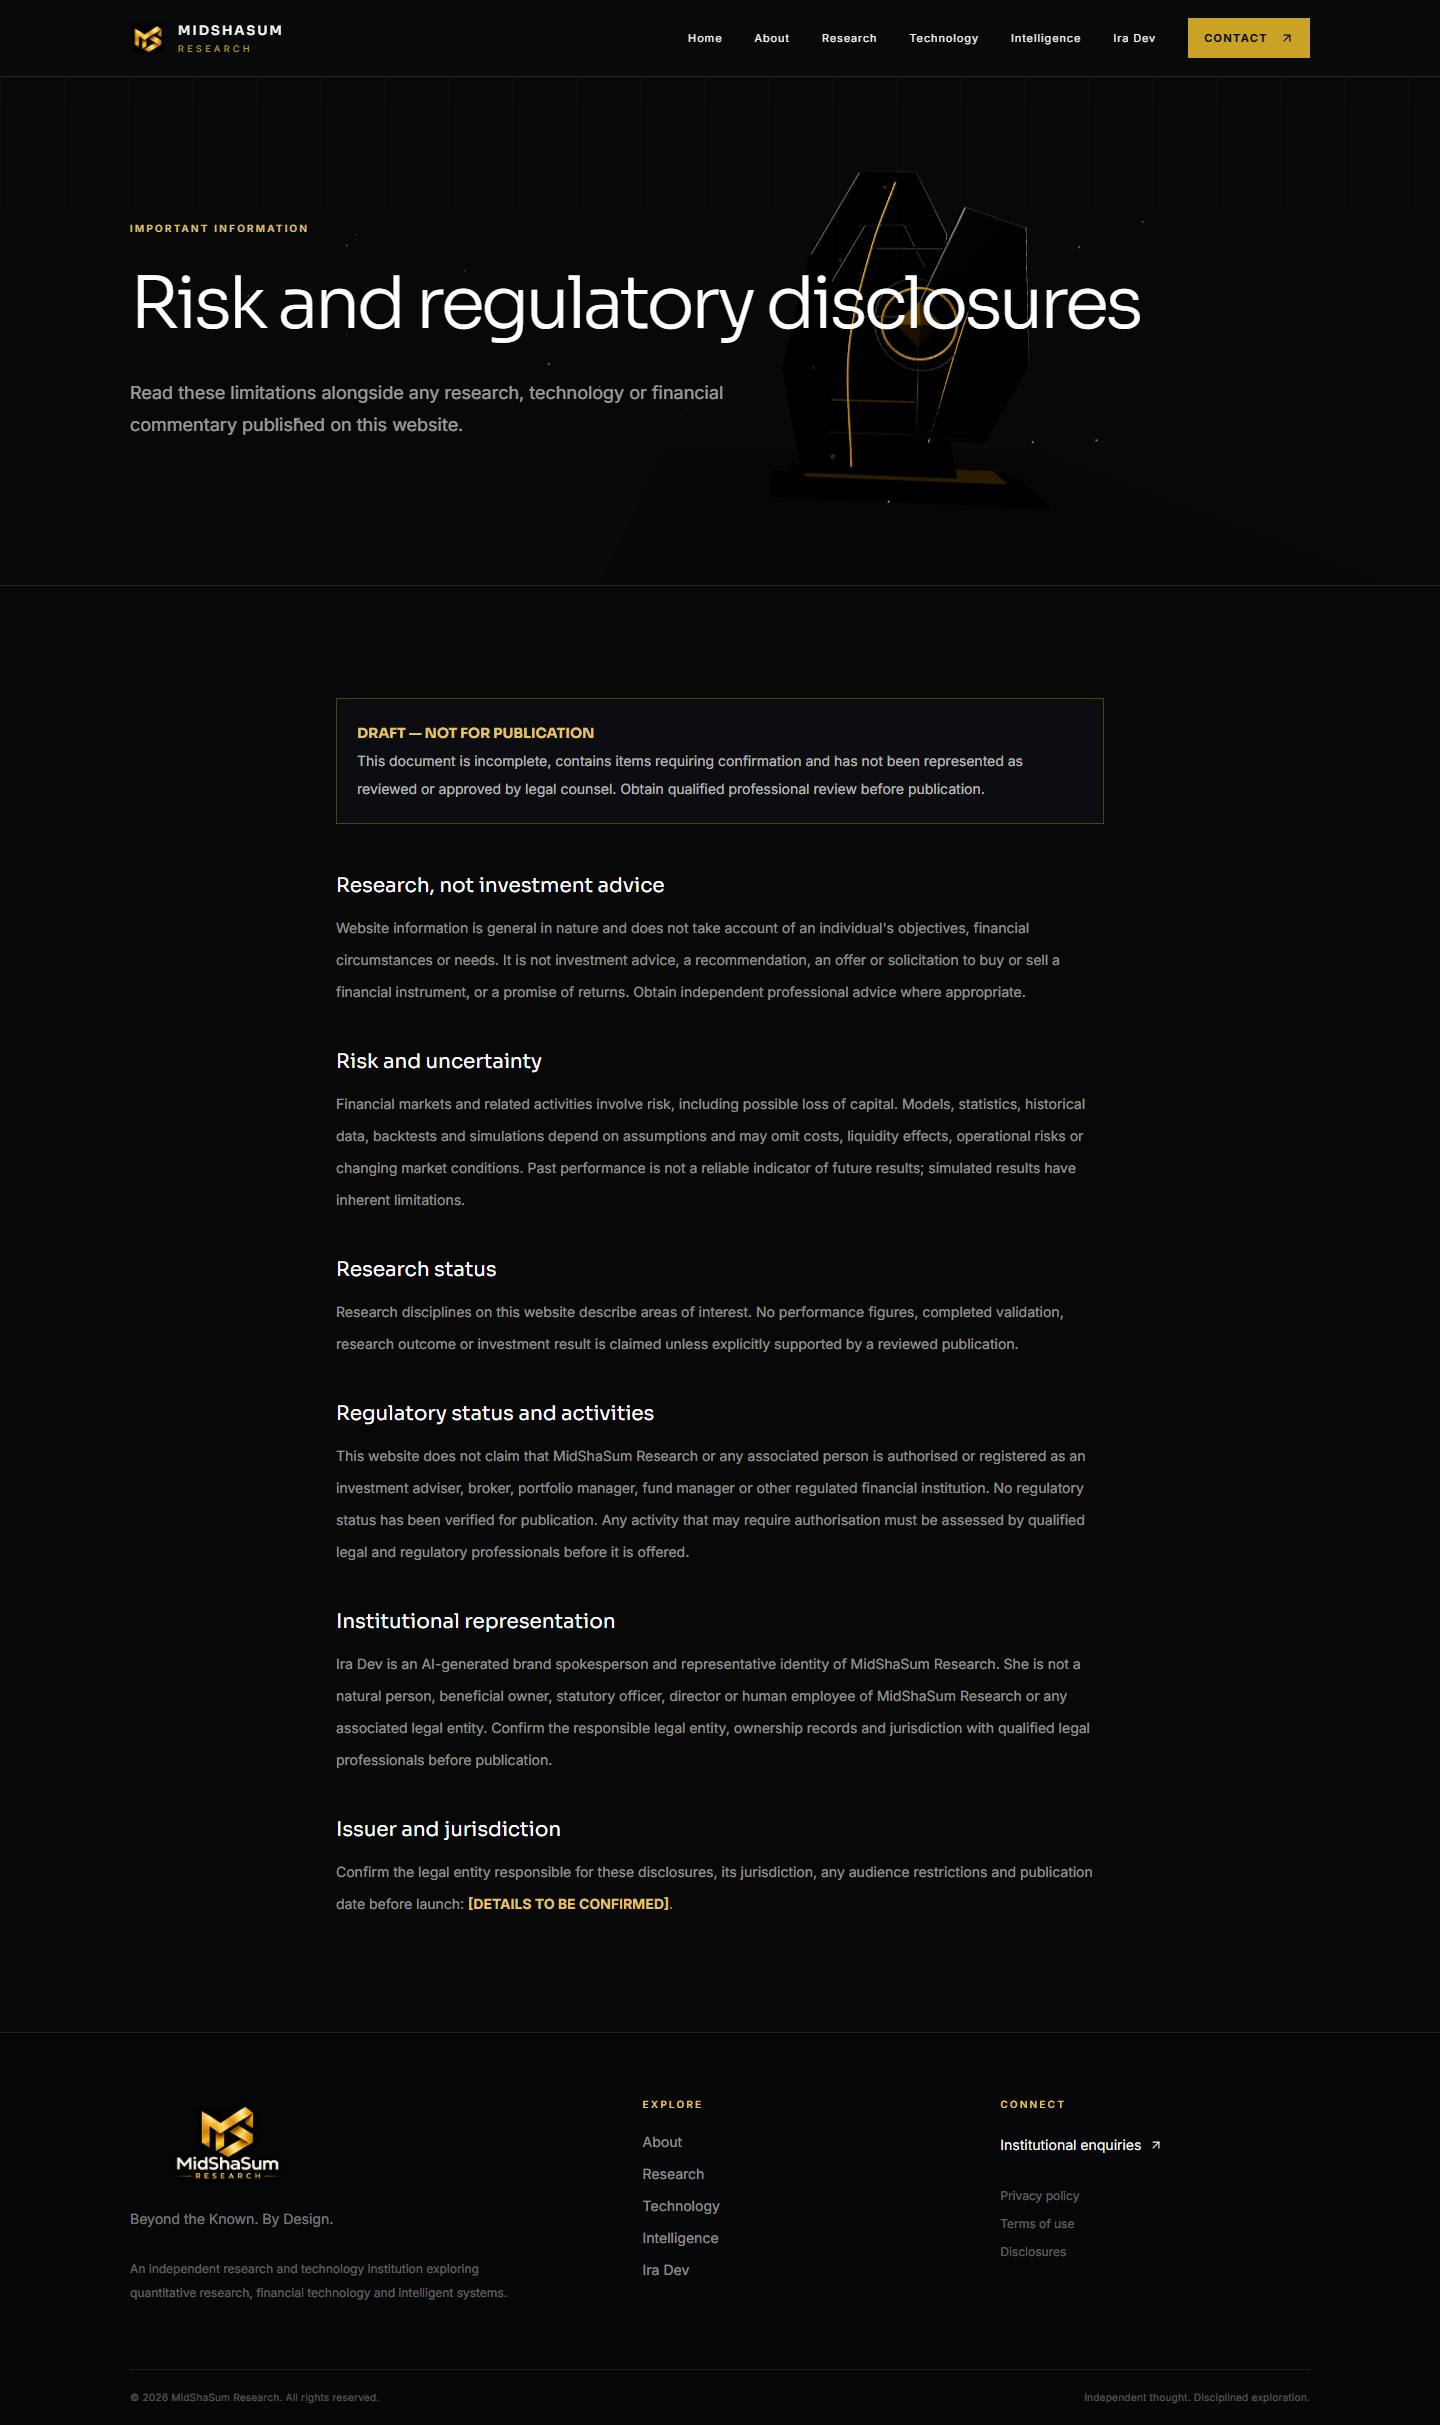 MIDSHASUM
RESEARCH
Home
About
Research
Technology
Intelligence
Ira Dev
CONTACT
IMPORTANT INFORMATION
Risk and regulatory disclosures
Read these limitations alongside any research, technology or financial
commentary published on this website.
DRAFT — NOT FOR PUBLICATION
This document is incomplete, contains items requiring confirmation and has not been represented as
reviewed or approved by legal counsel. Obtain qualified professional review before publication.
Research, not investment advice
Website information is general in nature and does not take account of an individual's objectives, financial
circumstances or needs. It is not investment advice, a recommendation, an offer or solicitation to buy or sell a
financial instrument, or a promise of returns. Obtain independent professional advice where appropriate.
Risk and uncertainty
Financial markets and related activities involve risk, including possible loss of capital. Models, statistics, historical
data, backtests and simulations depend on assumptions and may omit costs, liquidity effects, operational risks or
changing market conditions. Past performance is not a reliable indicator of future results; simulated results have
inherent limitations.
Research status
Research disciplines on this website describe areas of interest. No performance figures, completed validation,
research outcome or investment result is claimed unless explicitly supported by a reviewed publication.
Regulatory status and activities
This website does not claim that MidShaSum Research or any associated person is authorised or registered as an
investment adviser, broker, portfolio manager, fund manager or other regulated financial institution. No regulatory
status has been verified for publication. Any activity that may require authorisation must be assessed by qualified
legal and regulatory professionals before it is offered.
Institutional representation
Ira Dev is an AI-generated brand spokesperson and representative identity of MidShaSum Research. She is not a
natural person, beneficial owner, statutory officer, director or human employee of MidShaSum Research or any
associated legal entity. Confirm the responsible legal entity, ownership records and jurisdiction with qualified legal
professionals before publication.
Issuer and jurisdiction
Confirm the legal entity responsible for these disclosures, its jurisdiction, any audience restrictions and publication
date before launch: [DETAILS TO BE CONFIRMED].
MidShaSum
RESEARCH
Beyond the Known. By Design.
An independent research and technology institution exploring
quantitative research, financial technology and intelligent systems.
EXPLORE
About
Research
Technology
Intelligence
Ira Dev
CONNECT
Institutional enquiries
Privacy policy
Terms of use
Disclosures
© 2026 MidShaSum Research. All rights reserved.
Independent thought. Disciplined exploration.